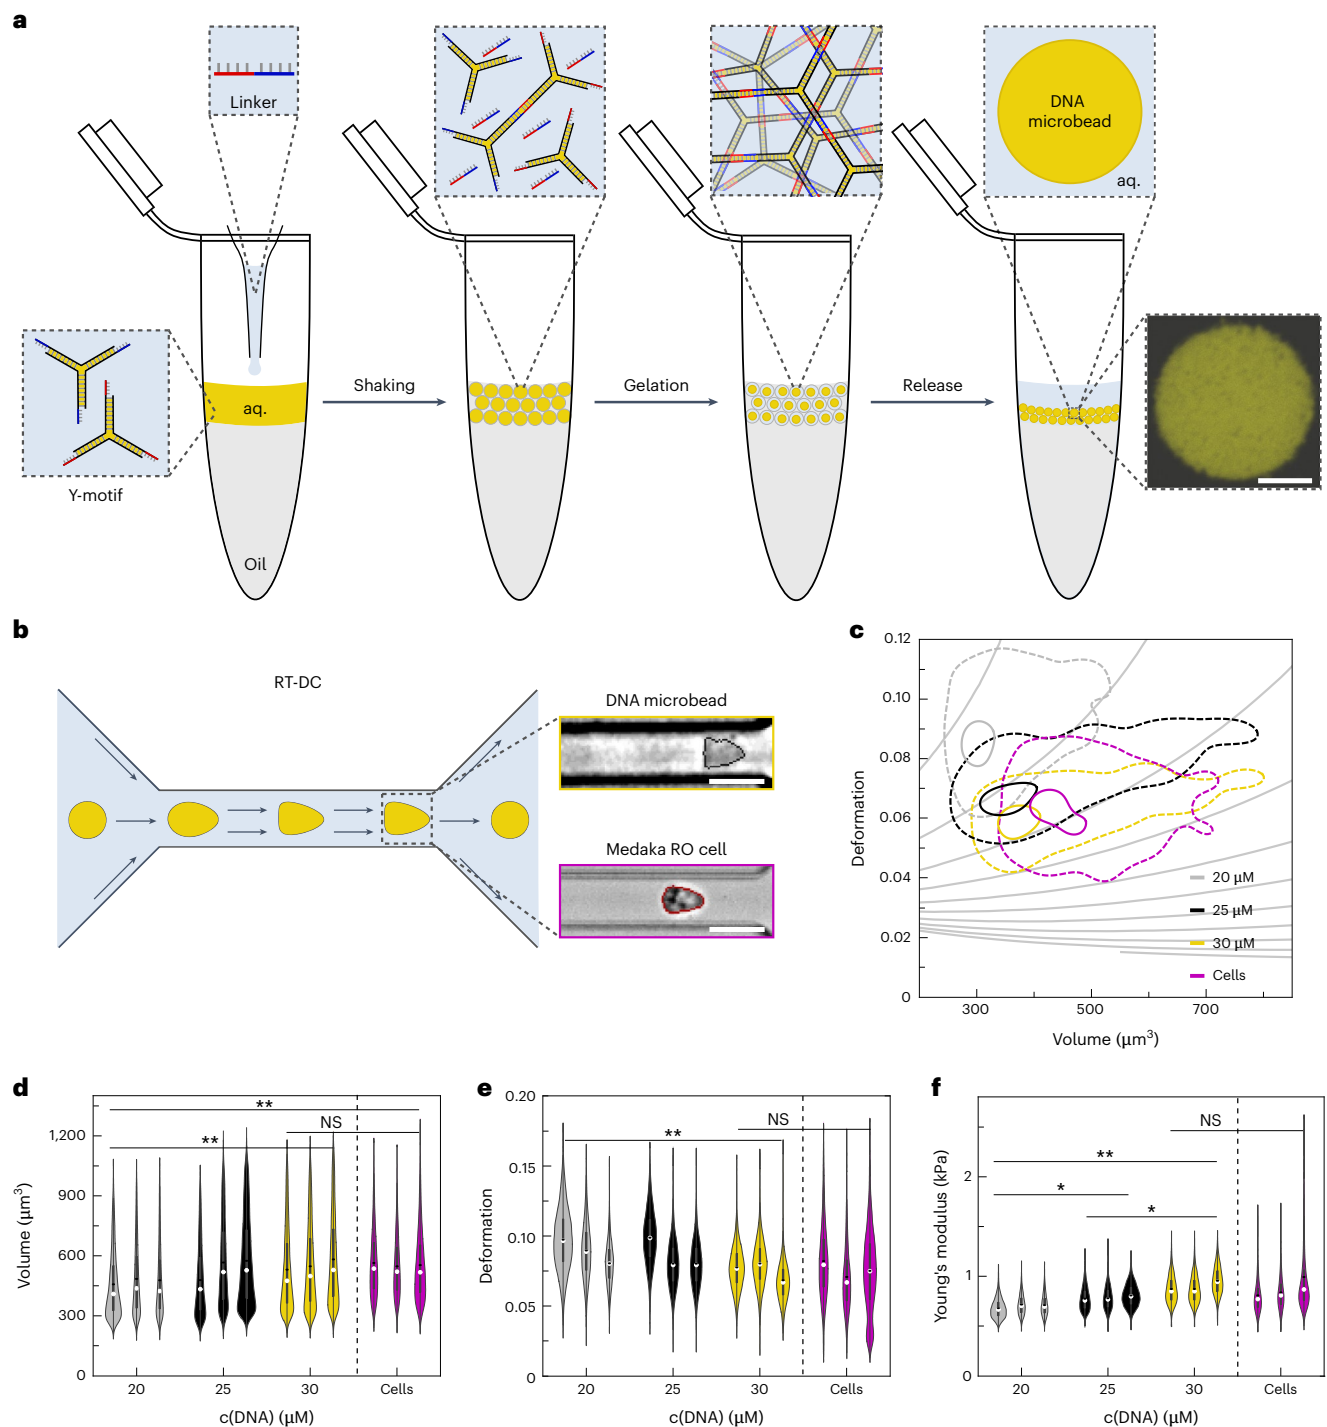 a
Linker
DNA
microbead
aq.
aq.
Shaking
Gelation
Release
Y-motif
Oil
b
RT-DC
DNA microbead
Medaka RO cell
c
0.12
0.10
0.08
0.06
0.04
0.02
0
Deformation
20 µM
25 µM
30 µM
Cells
300
500
700
Volume (µm³)
d
1,200
900
600
300
0
Volume (µm³)
**
NS
**
20
25
30
Cells
c(DNA) (µM)
e
0.20
0.15
0.10
0.05
0
Deformation
NS
**
20
25
30
Cells
c(DNA) (µM)
f
2
1
0
Young's modulus (kPa)
NS
**
*
*
20
25
30
Cells
c(DNA) (µM)